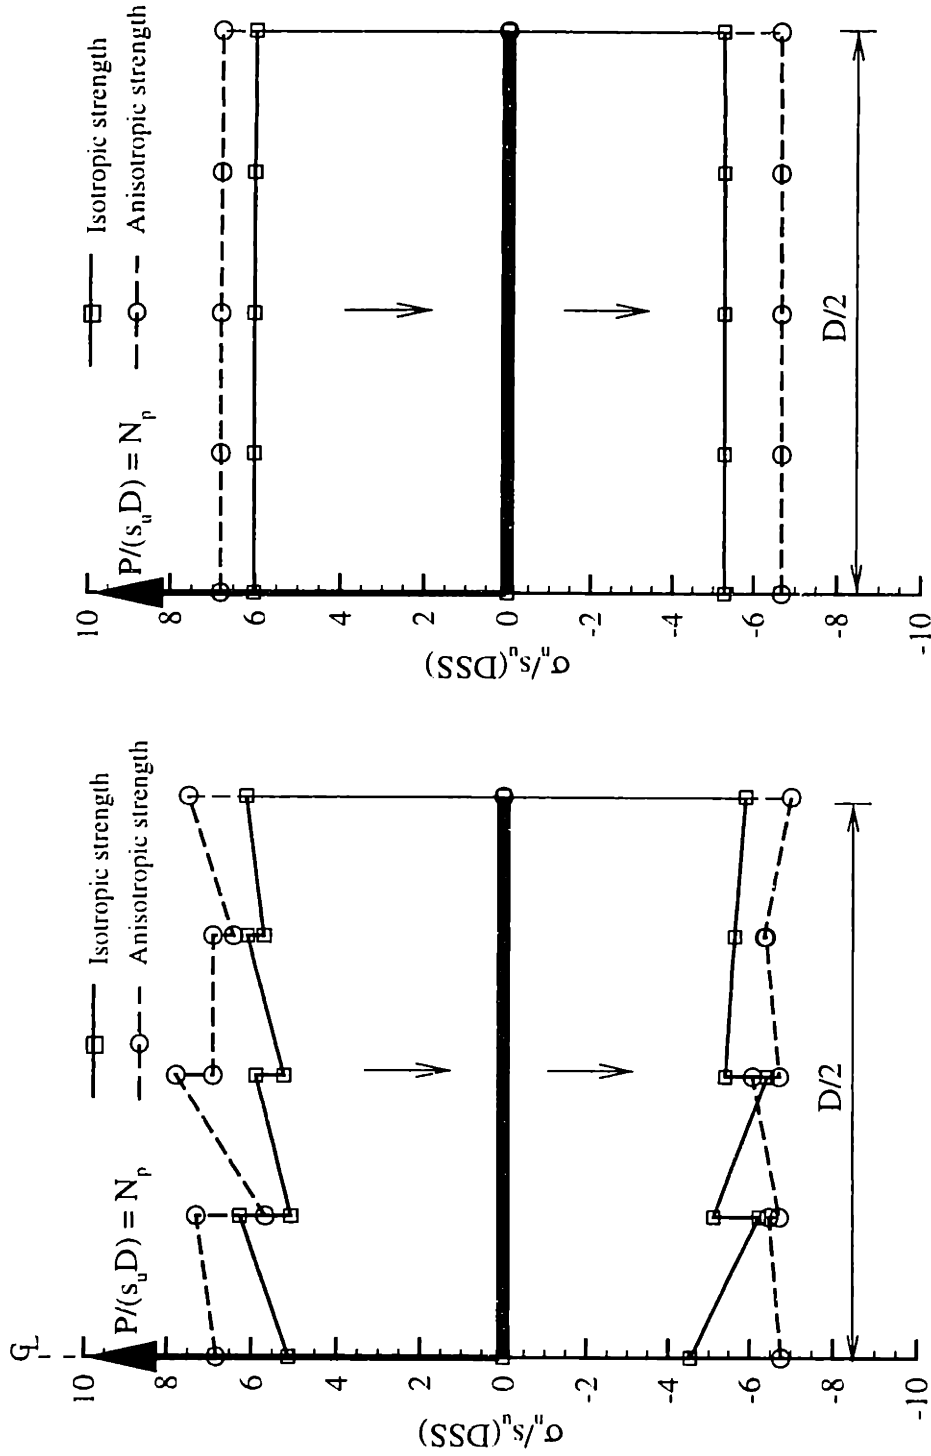 ℄
P/(sᵤD) = Nₚ
Isotropic strength
Anisotropic strength
σₙ/sᵤ(DSS)
10
8
6
4
2
0
-2
-4
-6
-8
-10
D/2
P/(sᵤD) = Nₚ
Isotropic strength
Anisotropic strength
σₙ/sᵤ(DSS)
10
8
6
4
2
0
-2
-4
-6
-8
-10
D/2